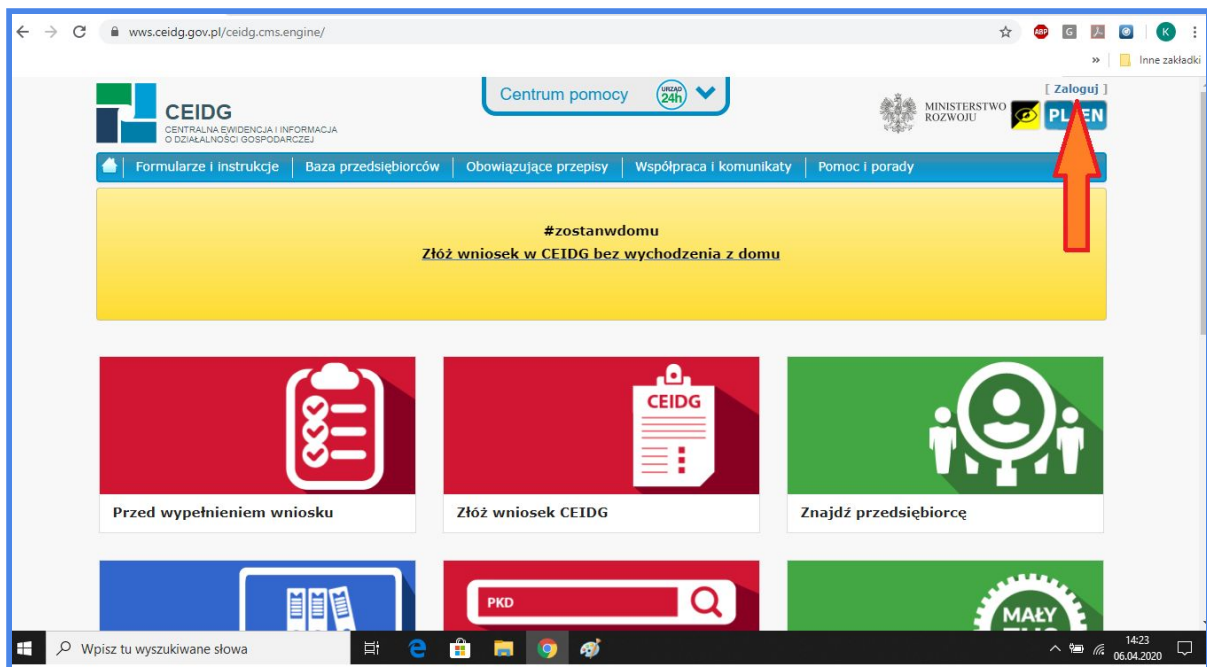 wws.ceidg.gov.pl/ceidg.cms.engine/
ABP
G
K
» Inne zakładki
Centrum pomocy
URZĄD
24h
[ Zaloguj ]
CEIDG
CENTRALNA EWIDENCJA I INFORMACJA
O DZIAŁALNOŚCI GOSPODARCZEJ
MINISTERSTWO
ROZWOJU
PL EN
Formularze i instrukcje Baza przedsiębiorców Obowiązujące przepisy Współpraca i komunikaty Pomoc i porady
#zostanwdomu
Złóż wniosek w CEIDG bez wychodzenia z domu
CEIDG
Przed wypełnieniem wniosku
Złóż wniosek CEIDG
Znajdź przedsiębiorcę
PKD
MAŁY
Wpisz tu wyszukiwane słowa
14:23
06.04.2020